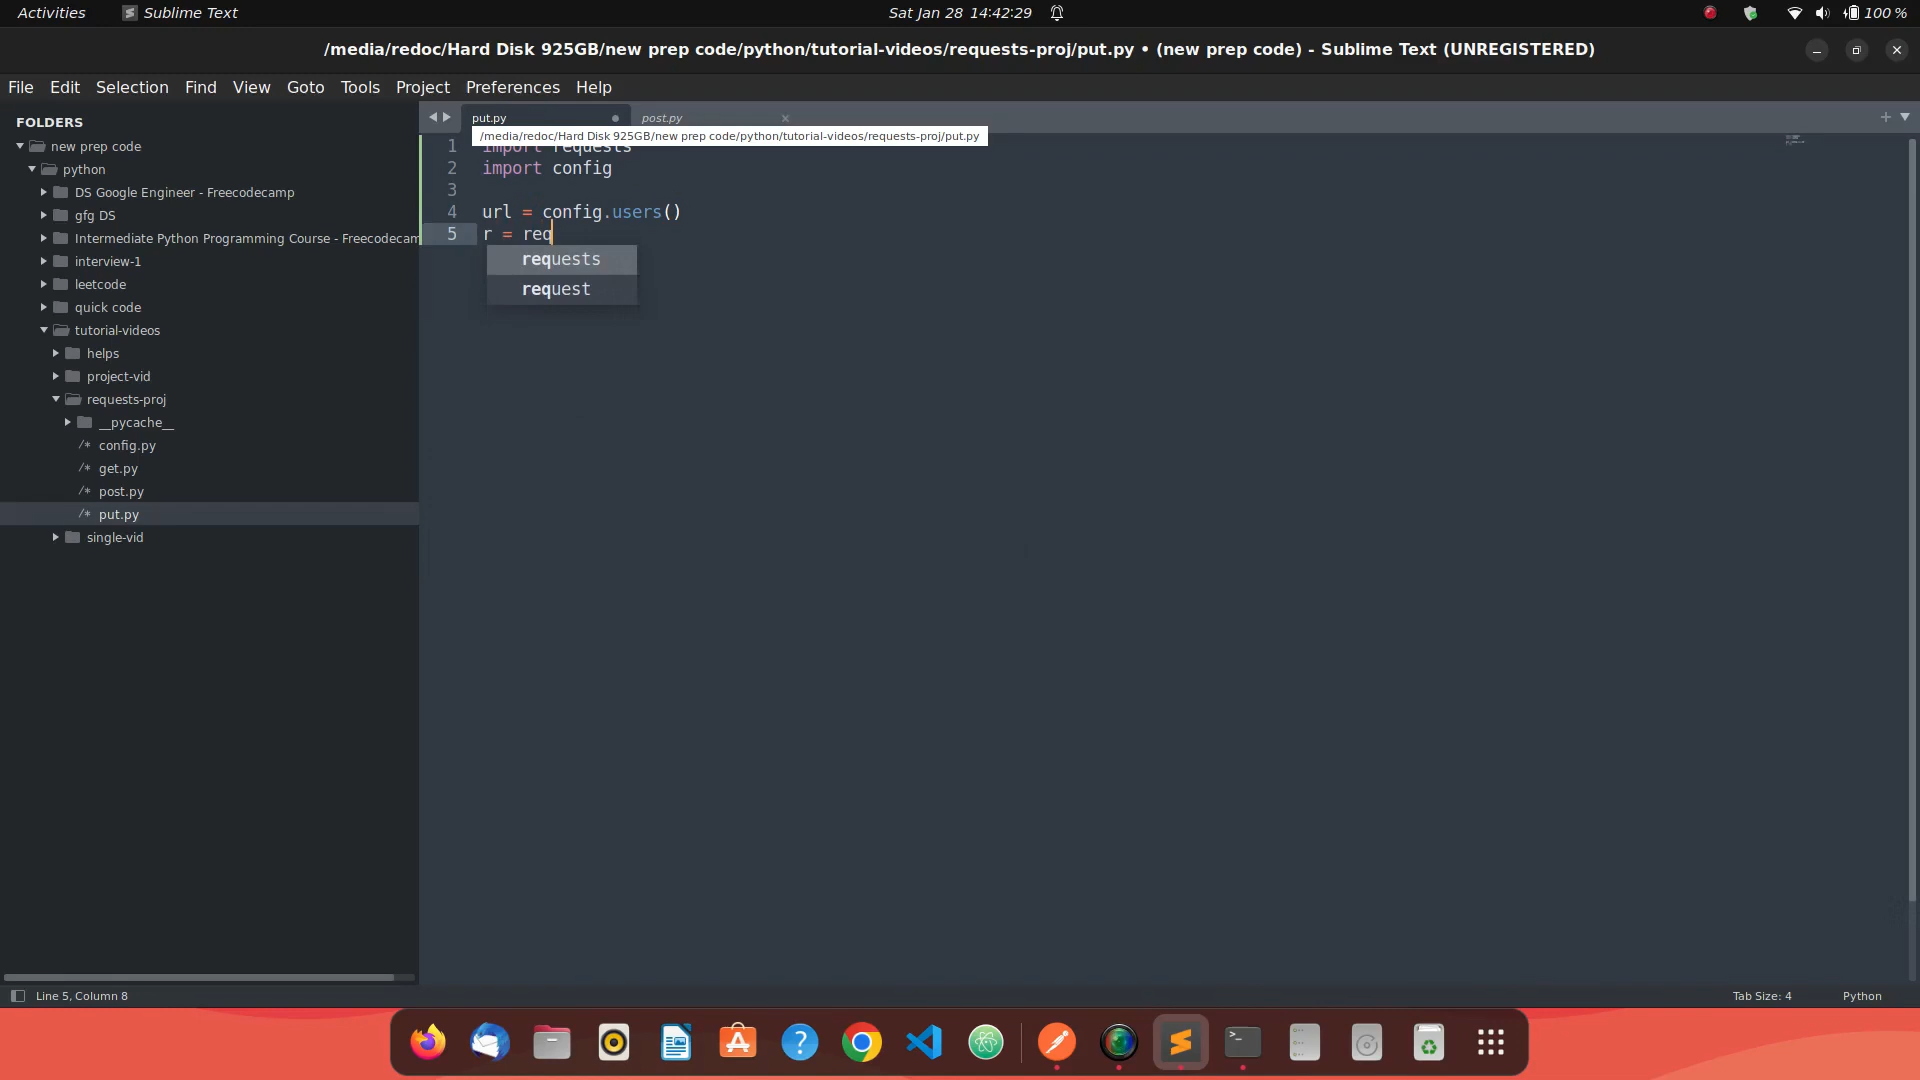 Activities
Sublime Text
Sat Jan 28 14:42:29
100 %
/media/redoc/Hard Disk 925GB/new prep code/python/tutorial-videos/requests-proj/put.py • (new prep code) - Sublime Text (UNREGISTERED)
File Edit Selection Find View Goto Tools Project Preferences Help
FOLDERS
new prep code
python
DS Google Engineer - Freecodecamp
gfg DS
Intermediate Python Programming Course - Freecodecam
interview-1
leetcode
quick code
tutorial-videos
helps
project-vid
requests-proj
__pycache__
/* config.py
/* get.py
/* post.py
/* put.py
single-vid
put.py
post.py
/media/redoc/Hard Disk 925GB/new prep code/python/tutorial-videos/requests-proj/put.py
1 import requests
2 import config
3
4 url = config.users()
5 r = req
requests
request
Line 5, Column 8
Tab Size: 4
Python